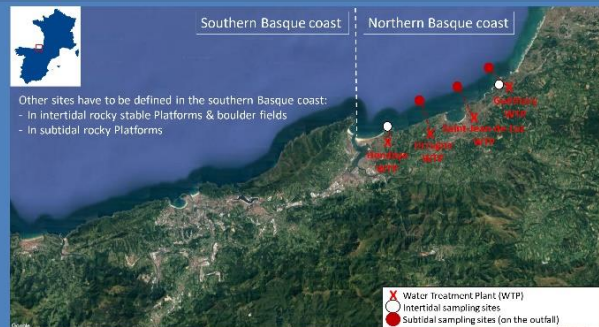 Southern Basque coast
Northern Basque coast
Other sites have to be defined in the southern Basque coast:
- In intertidal rocky stable Platforms & boulder fields
- In subtidal rocky Platforms
WTP
X Water Treatment Plant (WTP)
Intertidal sampling sites
Subtidal sampling sites (on the outfall)
Google